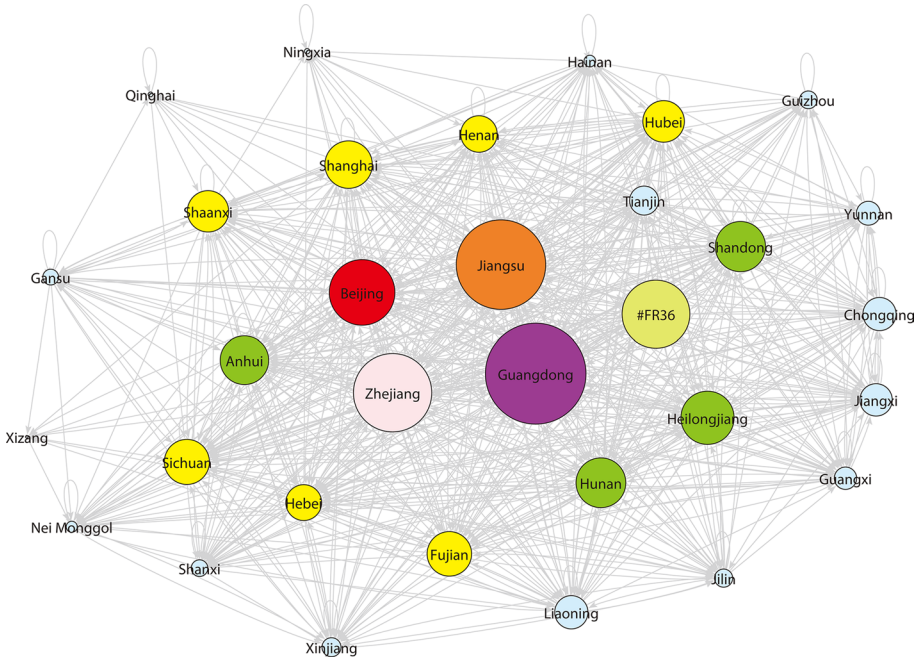 Ningxia
Hainan
Qinghai
Guizhou
Hubei
Henan
Shanghai
Tianjin
Shaanxi
Yunnan
Shandong
Jiangsu
Gansu
Beijing
#FR36
Chongqing
Anhui
Guangdong
Zhejiang
Jiangxi
Heilongjiang
Xizang
Sichuan
Guangxi
Hunan
Hebei
Nei Monggol
Fujian
Shanxi
Jilin
Liaoning
Xinjiang